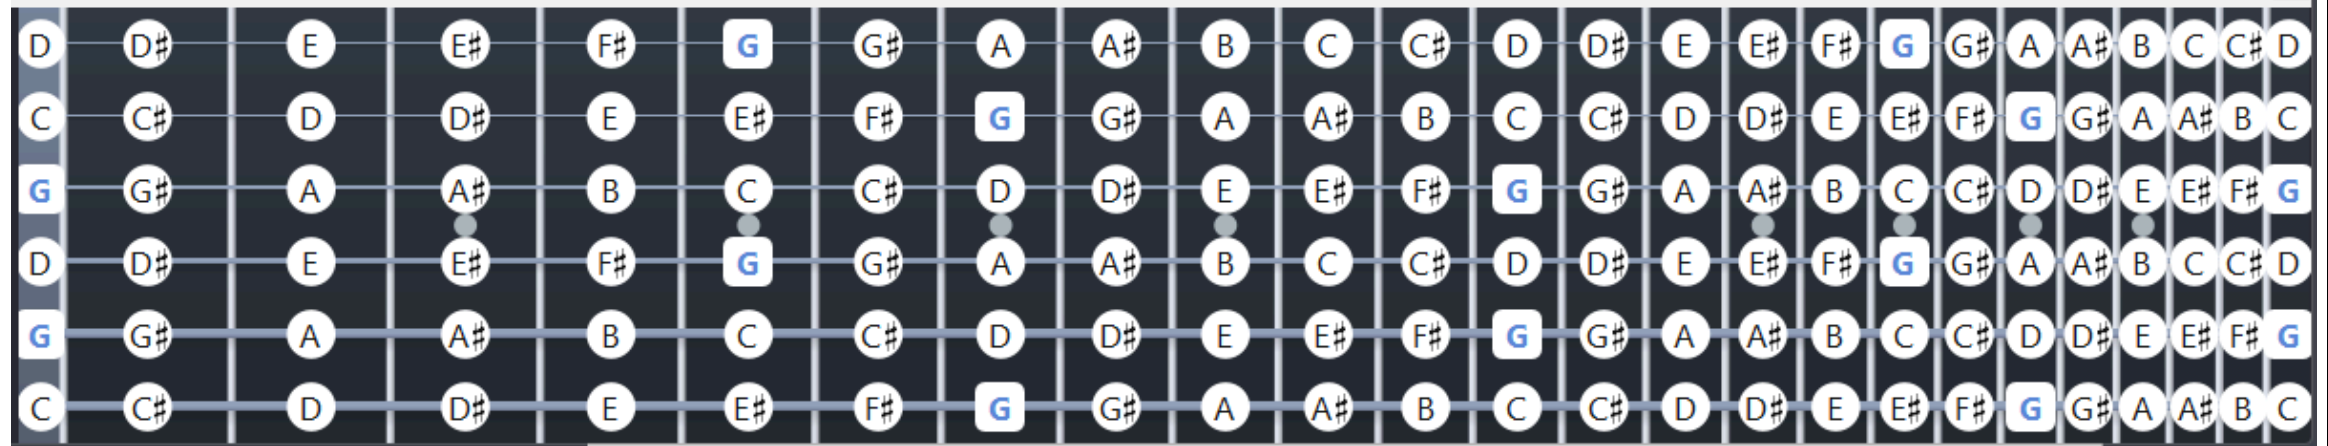 D D♯ E E♯ F♯ G G♯ A A♯ B C C♯ D D♯ E E♯ F♯ G G♯ A A♯ B C C♯ D
C C♯ D D♯ E E♯ F♯ G G♯ A A♯ B C C♯ D D♯ E E♯ F♯ G G♯ A A♯ B C
G G♯ A A♯ B C C♯ D D♯ E E♯ F♯ G G♯ A A♯ B C C♯ D D♯ E E♯ F♯ G
D D♯ E E♯ F♯ G G♯ A A♯ B C C♯ D D♯ E E♯ F♯ G G♯ A A♯ B C C♯ D
G G♯ A A♯ B C C♯ D D♯ E E♯ F♯ G G♯ A A♯ B C C♯ D D♯ E E♯ F♯ G
C C♯ D D♯ E E♯ F♯ G G♯ A A♯ B C C♯ D D♯ E E♯ F♯ G G♯ A A♯ B C